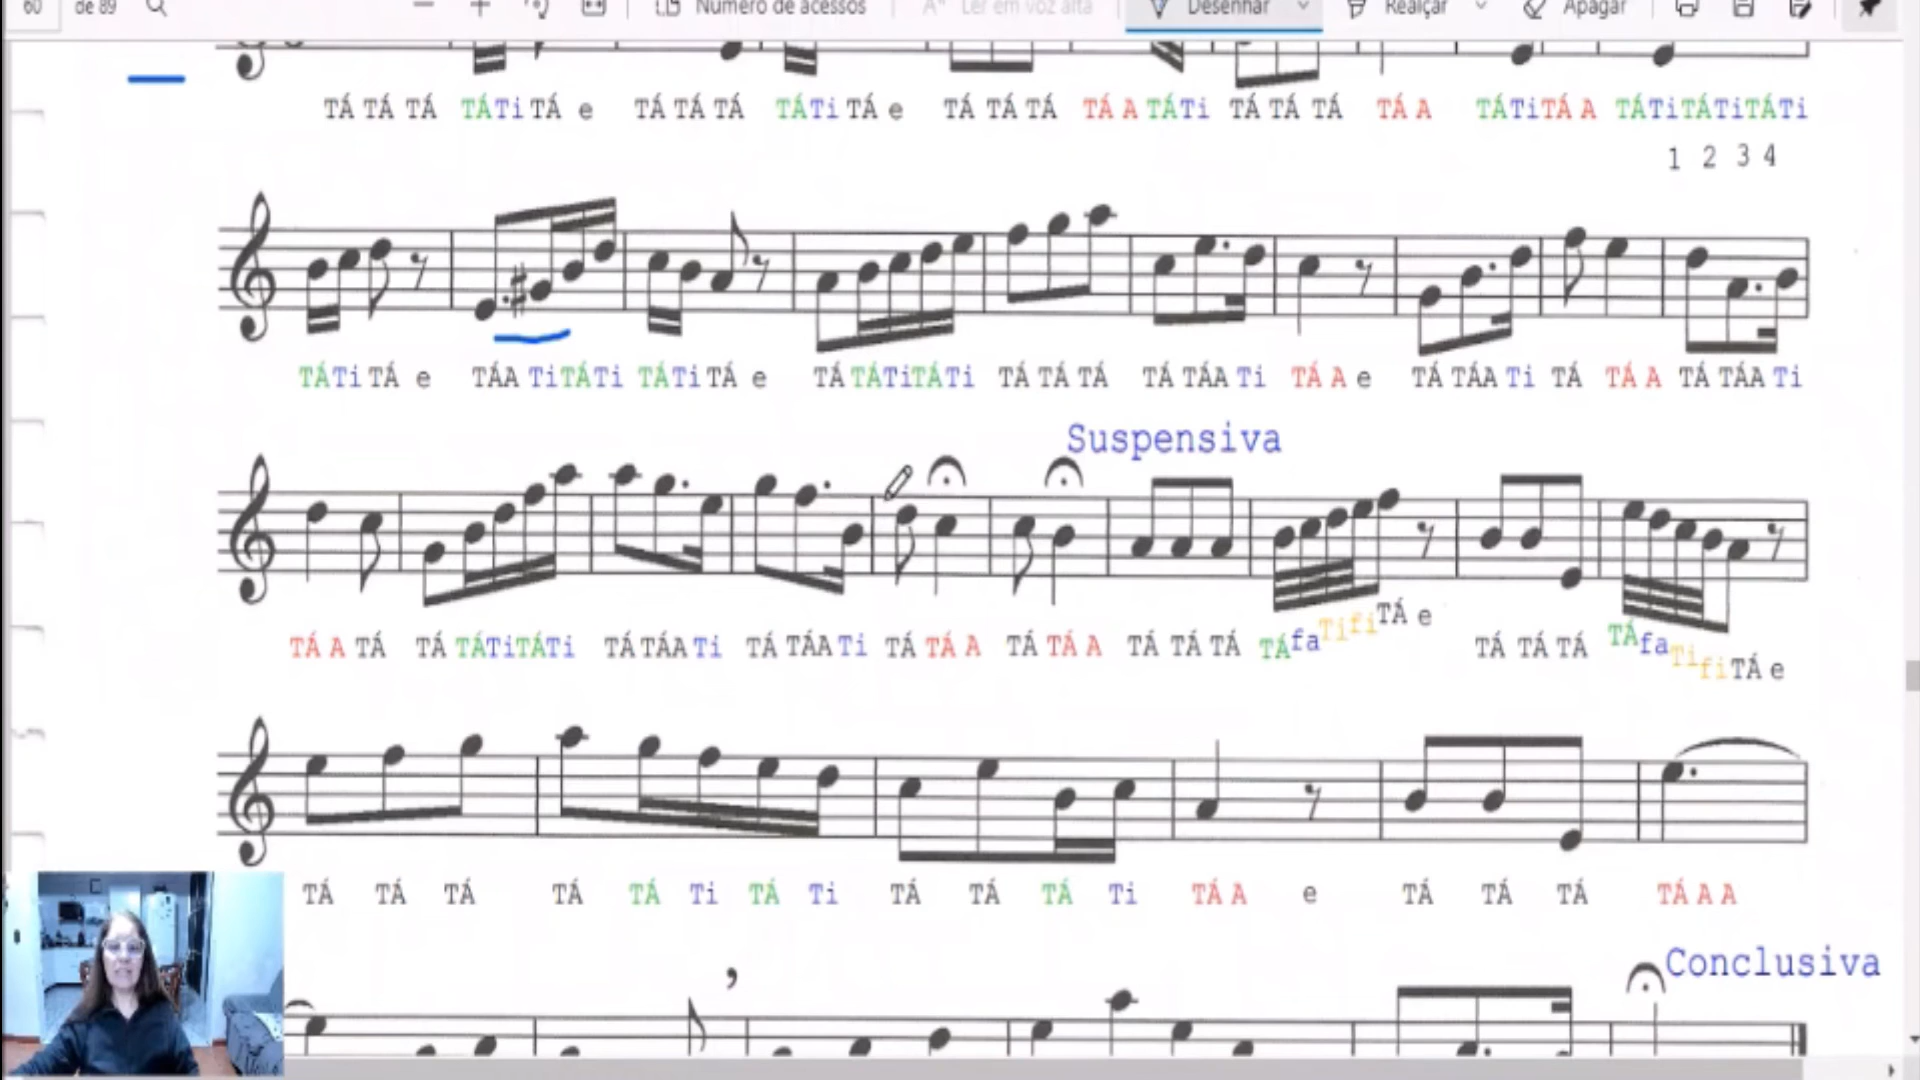 60 de 89 Número de acessos Ler em voz alta Desenhar Realçar Apagar
TÁ TÁ TÁ TÁTi TÁ e TÁ TÁ TÁ TÁTi TÁ e TÁ TÁ TÁ TÁ A TÁTi TÁ TÁ TÁ TÁ A TÁTiTÁ A TÁTiTÁTiTÁTi
1 2 3 4
TÁTi TÁ e TÁA TiTÁTi TÁTi TÁ e TÁ TÁTiTÁTi TÁ TÁ TÁ TÁ TÁA Ti TÁ A e TÁ TÁA Ti TÁ TÁ A TÁ TÁA Ti
Suspensiva
TÁ A TÁ TÁ TÁTiTÁTi TÁ TÁA Ti TÁ TÁA Ti TÁ TÁ A TÁ TÁ A TÁ TÁ TÁ TÁfaTifiTÁ e TÁ TÁ TÁ TÁfaTifiTÁ e
TÁ TÁ TÁ TÁ TÁ Ti TÁ Ti TÁ TÁ TÁ Ti TÁ A e TÁ TÁ TÁ TÁ A A
Conclusiva